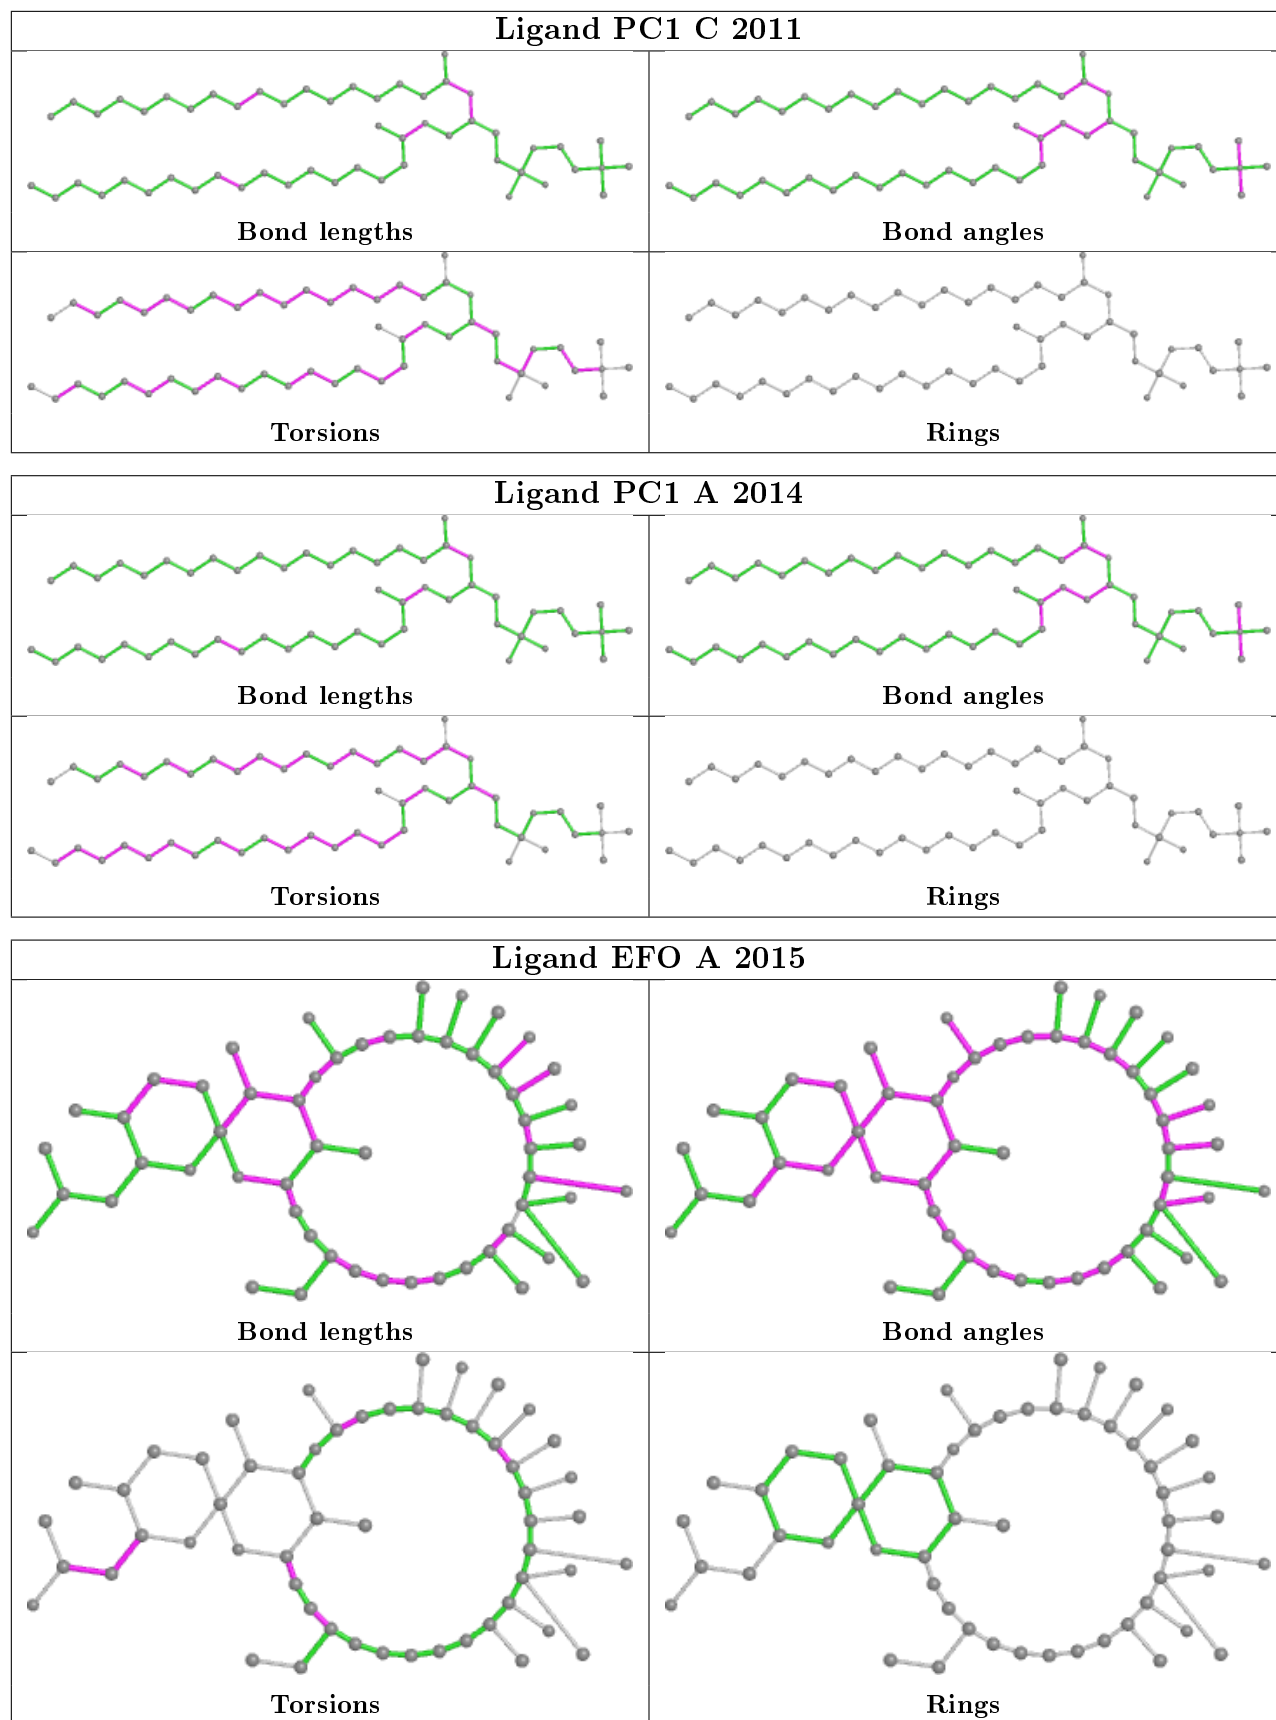 Ligand PC1 C 2011
Bond lengths
Bond angles
Torsions
Rings
Ligand PC1 A 2014
Bond lengths
Bond angles
Torsions
Rings
Ligand EFO A 2015
Bond lengths
Bond angles
Torsions
Rings